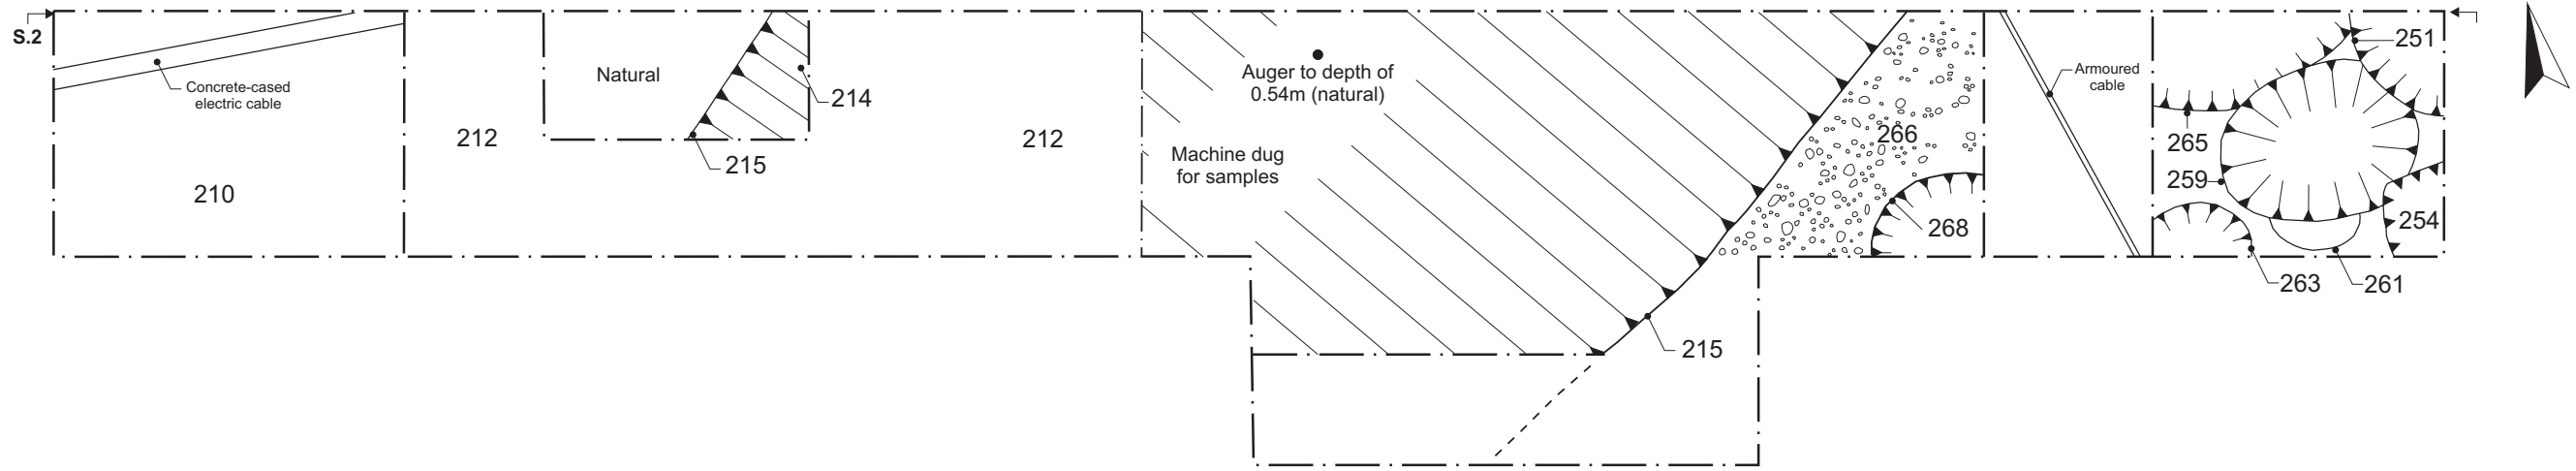 S.2
Concrete-cased
electric cable
210
212
Natural
214
215
212
Auger to depth of
0.54m (natural)
Machine dug
for samples
215
266
268
Armoured
cable
251
265
259
254
263
261